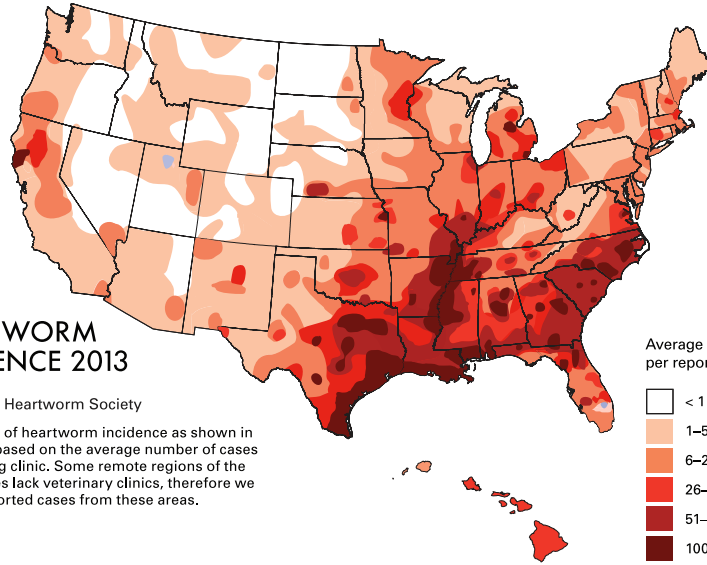 WORM
ENCE 2013
Heartworm Society
of heartworm incidence as shown in
based on the average number of cases
g clinic. Some remote regions of the
es lack veterinary clinics, therefore we
orted cases from these areas.
Average
per repor
< 1
1–5
6–2
26–
51–
100